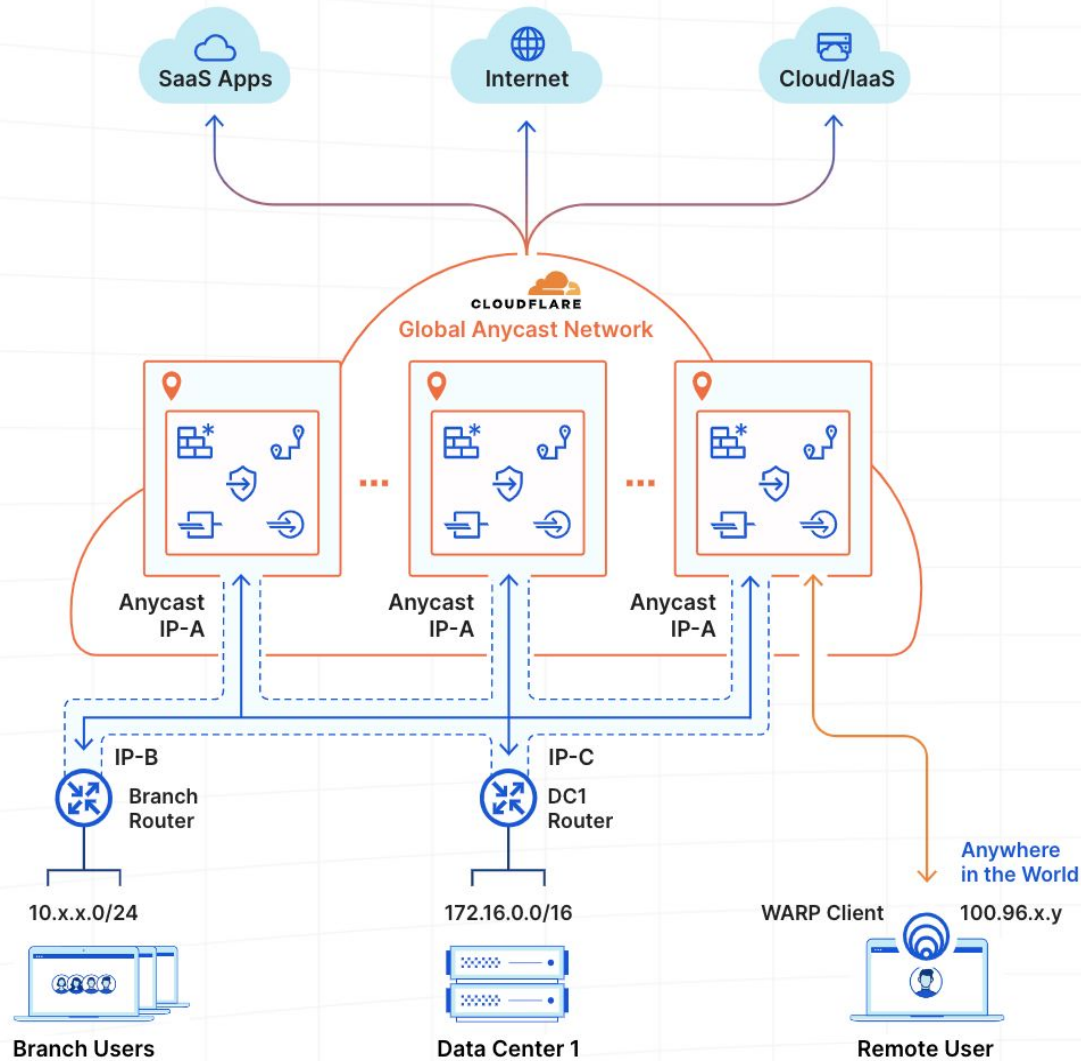 SaaS Apps
Internet
Cloud/IaaS
CLOUDFLARE
Global Anycast Network
Anycast
IP-A
Anycast
IP-A
Anycast
IP-A
IP-B
Branch
Router
IP-C
DC1
Router
Anywhere
in the World
10.x.x.0/24
172.16.0.0/16
WARP Client
100.96.x.y
Branch Users
Data Center 1
Remote User